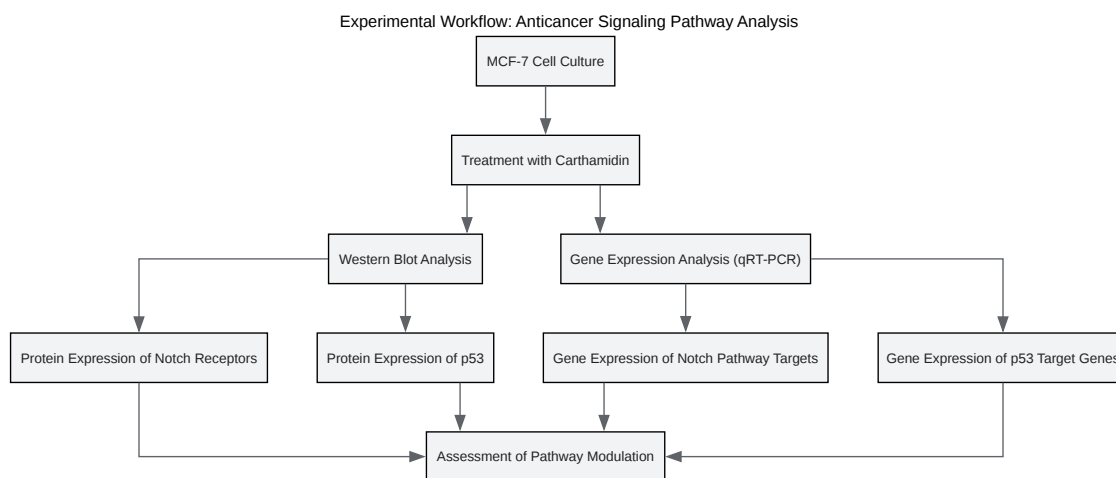 Experimental Workflow: Anticancer Signaling Pathway Analysis
MCF-7 Cell Culture
Treatment with Carthamidin
Western Blot Analysis
Gene Expression Analysis (qRT-PCR)
Protein Expression of Notch Receptors
Protein Expression of p53
Gene Expression of Notch Pathway Targets
Gene Expression of p53 Target Genes
Assessment of Pathway Modulation